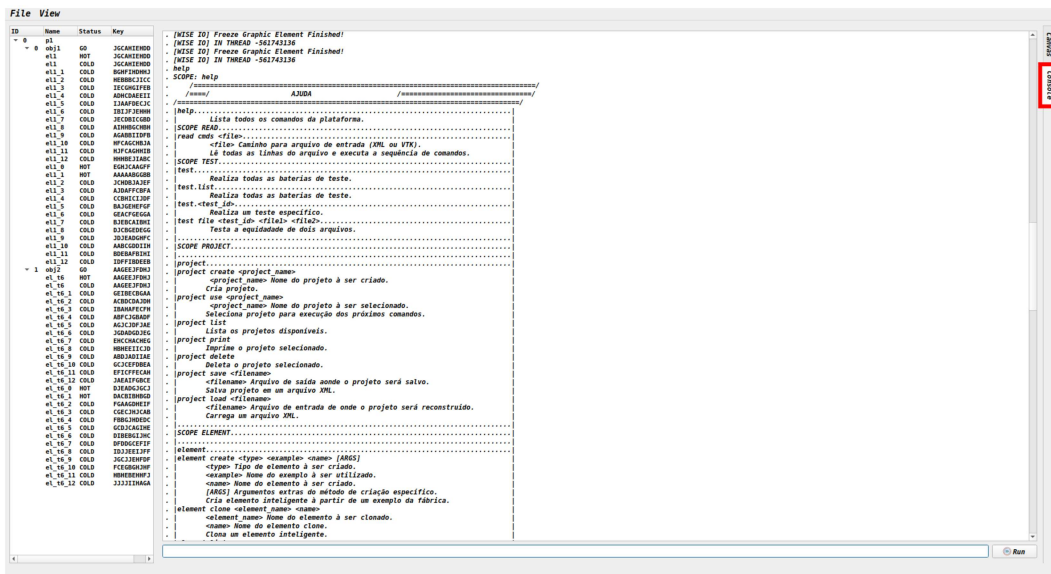 File View
ID Name Status Key
0 p1
0 obj1 GO JGCAHIEHDD
el1 HOT JGCAHIEHDD
el1 COLD JGCAHIEHDD
el1_1 COLD BGHFIHDHHJ
el1_2 COLD HEBBBCJICC
el1_3 COLD IECGHGIFEB
el1_4 COLD ADHCDAEEII
el1_5 COLD IJAAFDECJC
el1_6 COLD IBIJFJEHHH
el1_7 COLD JECDBICGBD
el1_8 COLD AIHHBGCHBH
el1_9 COLD AGABBIIDFB
el1_10 COLD HFCAGCHBJA
el1_11 COLD HJFCAGHHIB
el1_12 COLD HHHBEJIABC
el1_0 HOT EGHJCAAGFF
el1_1 HOT AAAAABGGBB
el1_2 COLD JCHDBJAJEF
el1_3 COLD AJDAFFCBFA
el1_4 COLD CCBHICIJDF
el1_5 COLD BAJGEHEFGF
el1_6 COLD GEACFGEGGA
el1_7 COLD BJEBCAIBHI
el1_8 COLD DJCBGEDEGG
el1_9 COLD JDJEADGHFC
el1_10 COLD AABCGDDIIH
el1_11 COLD BDEBAFBIHI
el1_12 COLD IDFFIBDEEB
1 obj2 GO AAGEEJFDHJ
el_t6 HOT AAGEEJFDHJ
el_t6 COLD AAGEEJFDHJ
el_t6_1 COLD GEIBECBGAA
el_t6_2 COLD ACBDCDAJDH
el_t6_3 COLD IBAHAFECFH
el_t6_4 COLD ABFCJGBADF
el_t6_5 COLD AGJCJDFJAE
el_t6_6 COLD JGDADGDJEG
el_t6_7 COLD EHCCHACHEG
el_t6_8 COLD HBHEEIICJD
el_t6_9 COLD ABDJADIIAE
el_t6_10 COLD GCJCEFDBEA
el_t6_11 COLD EFICFFECAH
el_t6_12 COLD JAEAIFGBCE
el_t6_0 HOT DJEADGJGCJ
el_t6_1 HOT DACBIBHBGD
el_t6_2 COLD FGAAGDHEIF
el_t6_3 COLD CGECJHJCAB
el_t6_4 COLD FBBGJHDEDC
el_t6_5 COLD GCDJCAGIHE
el_t6_6 COLD DIBEBGIJHC
el_t6_7 COLD DFDDGCEFIF
el_t6_8 COLD IDJJEEIJFF
el_t6_9 COLD JGCJJEHFDF
el_t6_10 COLD FCEGBGHJHF
el_t6_11 COLD HBHEBEHHFJ
el_t6_12 COLD JJJJIIHAGA
. [WISE IO] Freeze Graphic Element Finished!
. [WISE IO] IN THREAD -561743136
. [WISE IO] Freeze Graphic Element Finished!
. [WISE IO] IN THREAD -561743136
. help
. SCOPE: help
. /====/ AJUDA /================================/
. |help
. | Lista todos os comandos da plataforma.
. |SCOPE READ
. |read cmds <file>
. | <file> Caminho para arquivo de entrada (XML ou VTK).
. | Lê todas as linhas do arquivo e executa a sequência de comandos.
. |SCOPE TEST
. |test
. | Realiza todas as baterias de teste.
. |test.list
. | Realiza todas as baterias de teste.
. |test.<test_id>
. | Realiza um teste específico.
. |test file <test_id> <file1> <file2>
. | Testa a equidadade de dois arquivos.
. |SCOPE PROJECT
. |project
. |project create <project_name>
. | <project_name> Nome do projeto à ser criado.
. | Cria projeto.
. |project use <project_name>
. | <project_name> Nome do projeto à ser selecionado.
. | Seleciona projeto para execução dos próximos comandos.
. |project list
. | Lista os projetos disponíveis.
. |project print
. | Imprime o projeto selecionado.
. |project delete
. | Deleta o projeto selecionado.
. |project save <filename>
. | <filename> Arquivo de saída aonde o projeto será salvo.
. | Salva projeto em um arquivo XML.
. |project load <filename>
. | <filename> Arquivo de entrada de onde o projeto será reconstruído.
. | Carrega um arquivo XML.
. |SCOPE ELEMENT
. |element
. |element create <type> <example> <name> [ARGS]
. | <type> Tipo de elemento à ser criado.
. | <example> Nome do exemplo à ser utilizado.
. | <name> Nome do elemento à ser criado.
. | [ARGS] Argumentos extras do método de criação específico.
. | Cria elemento inteligente à partir de um exemplo da fábrica.
. |element clone <element_name> <name>
. | <element_name> Nome do elemento à ser clonado.
. | <name> Nome do elemento clone.
. | Clona um elemento inteligente.
Run
Canvas
Console